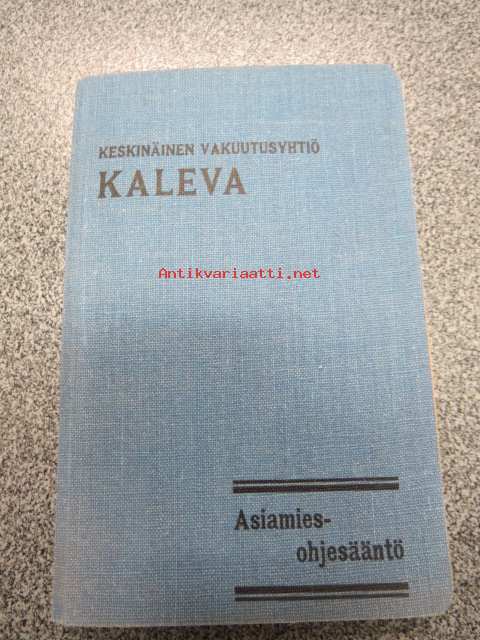 KESKINÄINEN VAKUUTUSYHTIÖ
KALEVA
Antikvariaatti.net
Asiamies-
ohjesääntö